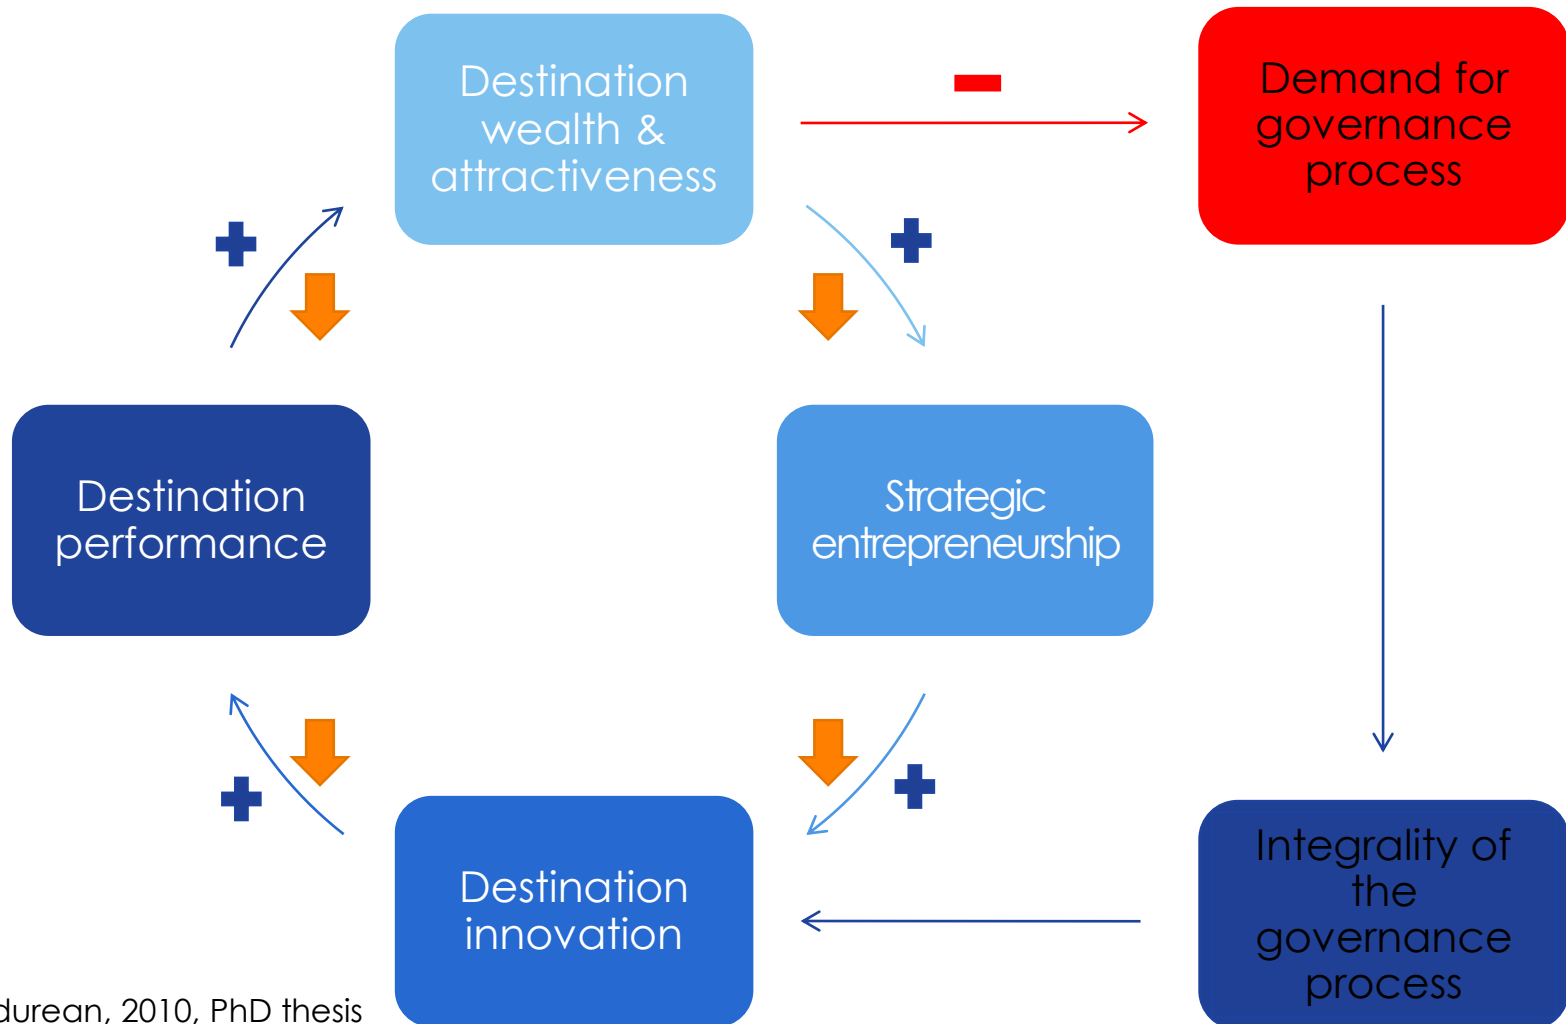 Destination
wealth &
attractiveness
Demand for
governance
process
Destination
performance
Strategic
entrepreneurship
Destination
innovation
Integrality of
the
governance
process
durean, 2010, PhD thesis